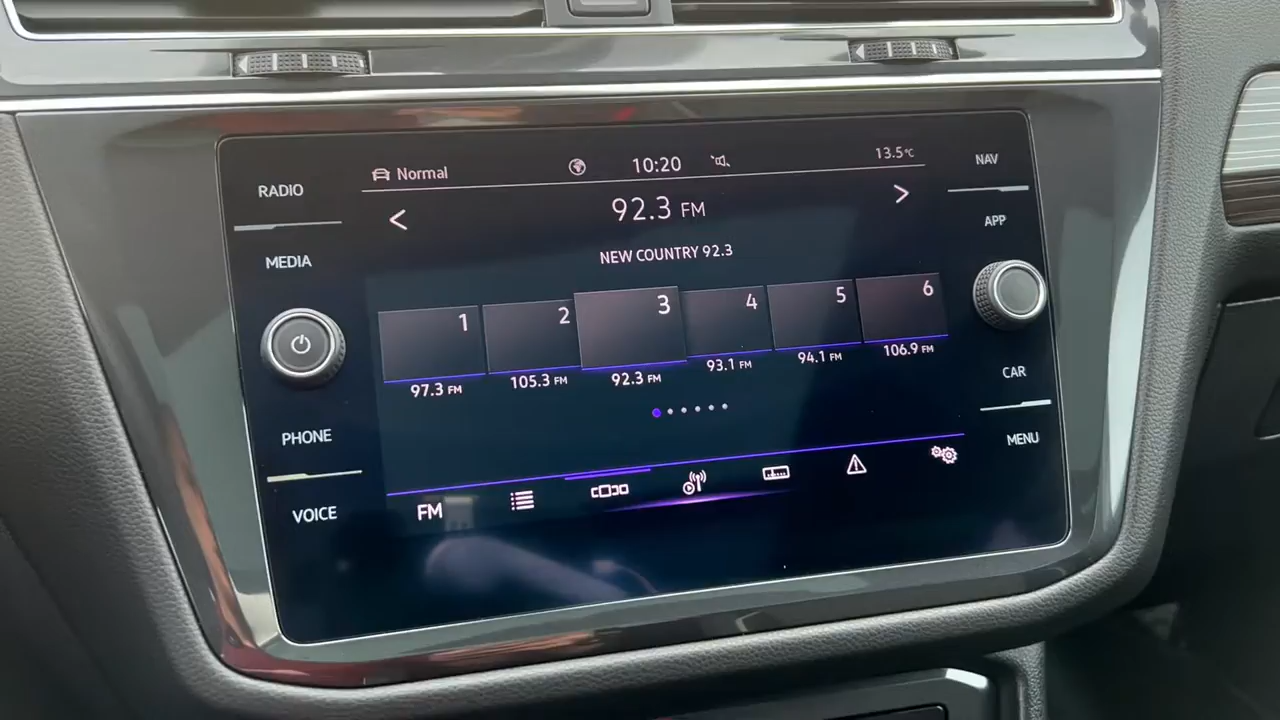 RADIO
MEDIA
PHONE
VOICE
Normal
10:20
13.5°C
92.3 FM
NEW COUNTRY 92.3
1
2
3
4
5
6
97.3 FM
105.3 FM
92.3 FM
93.1 FM
94.1 FM
106.9 FM
FM
NAV
APP
CAR
MENU